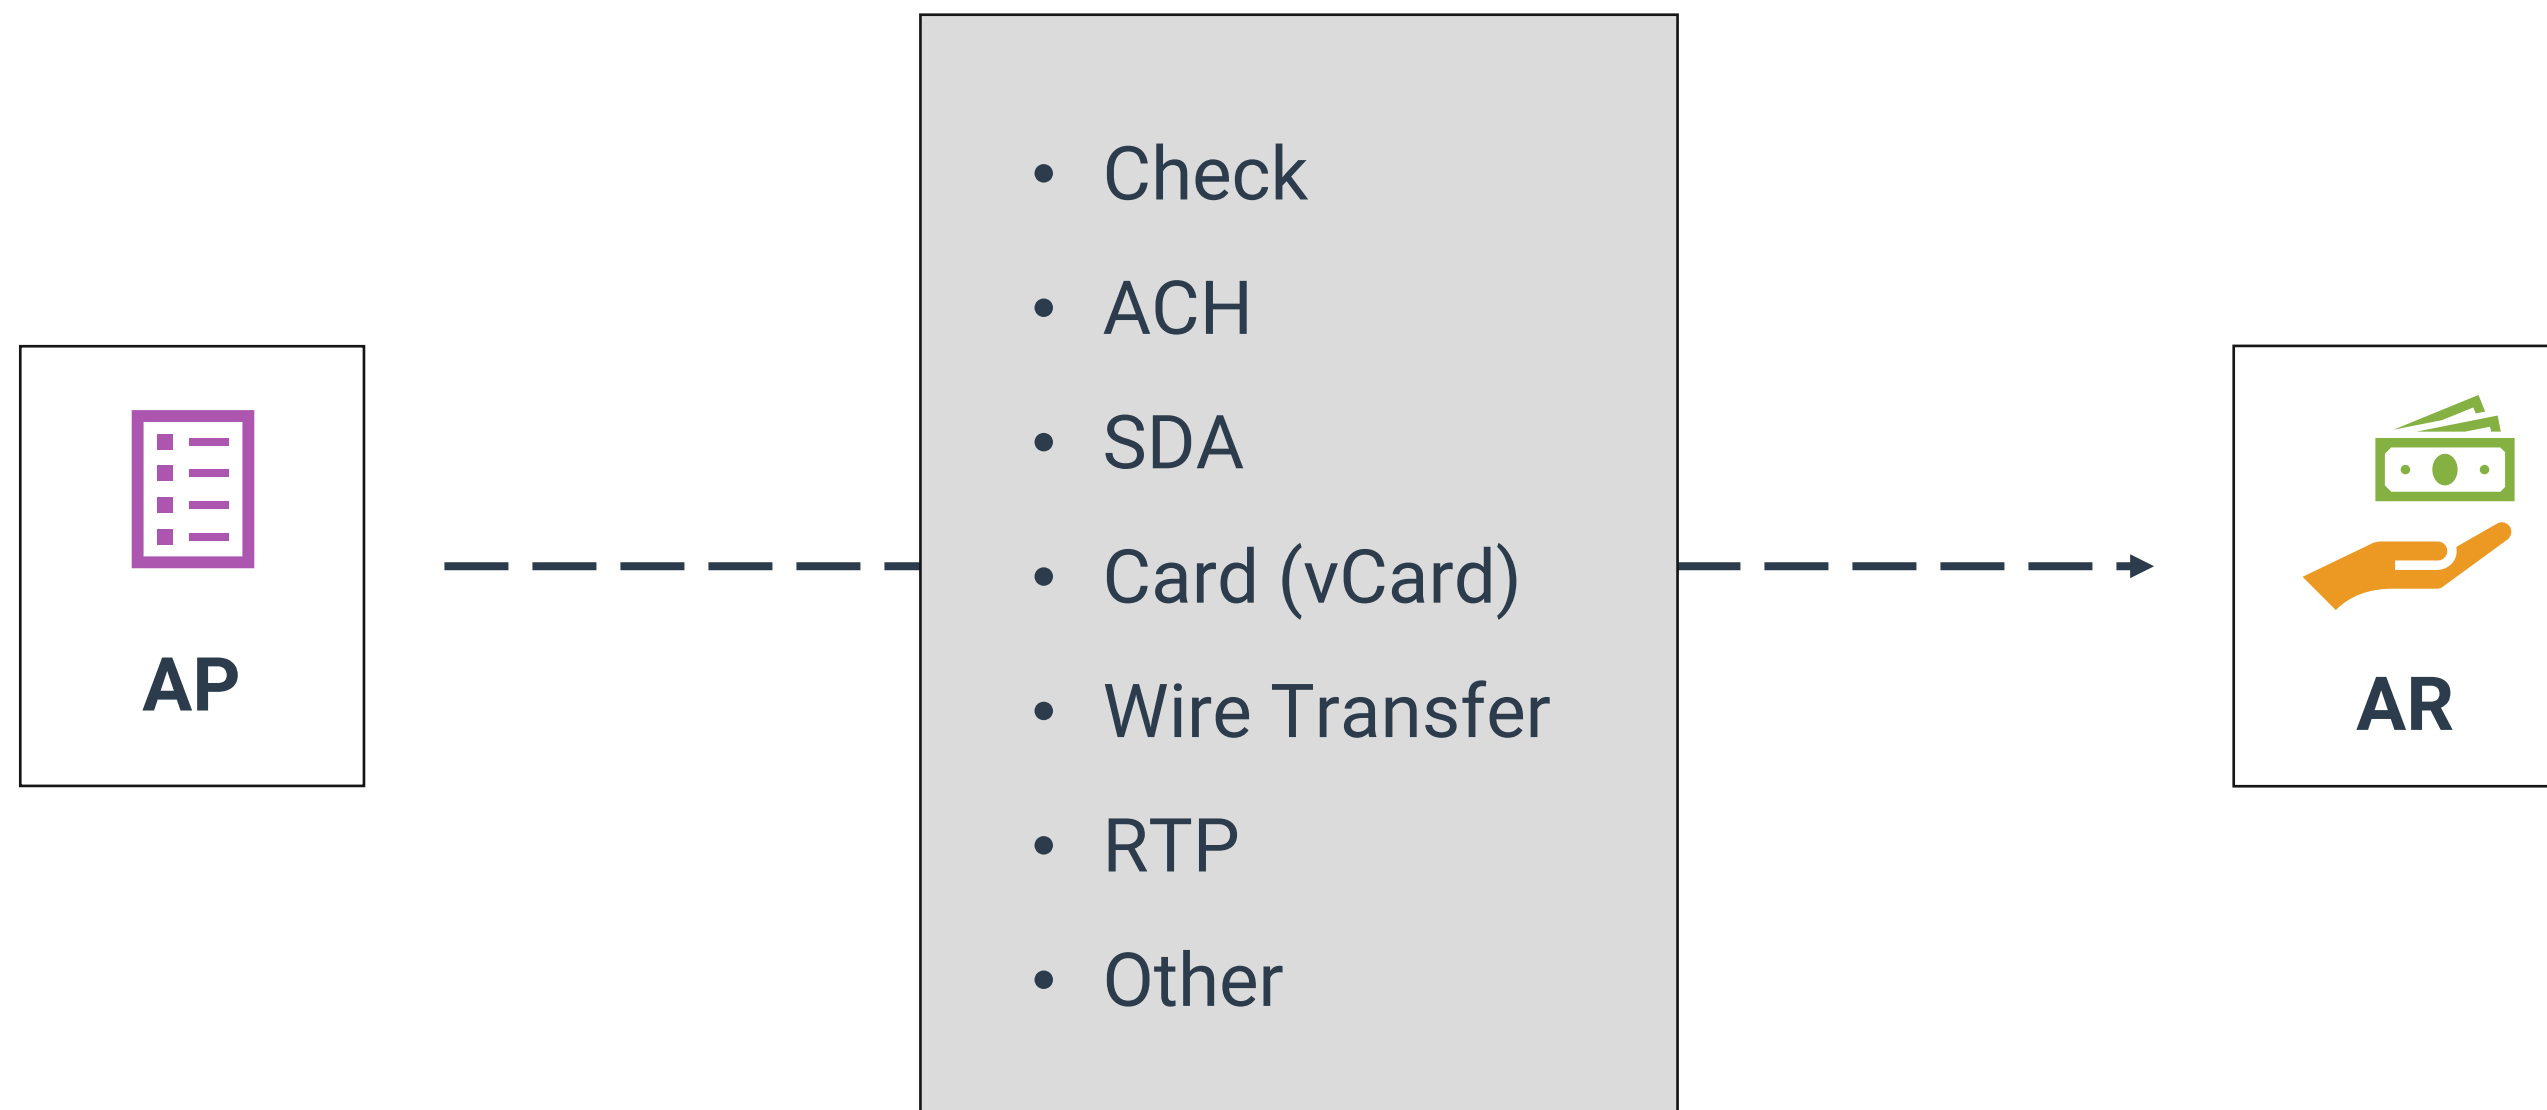 AP
• Check
• ACH
• SDA
• Card (vCard)
• Wire Transfer
• RTP
• Other
AR